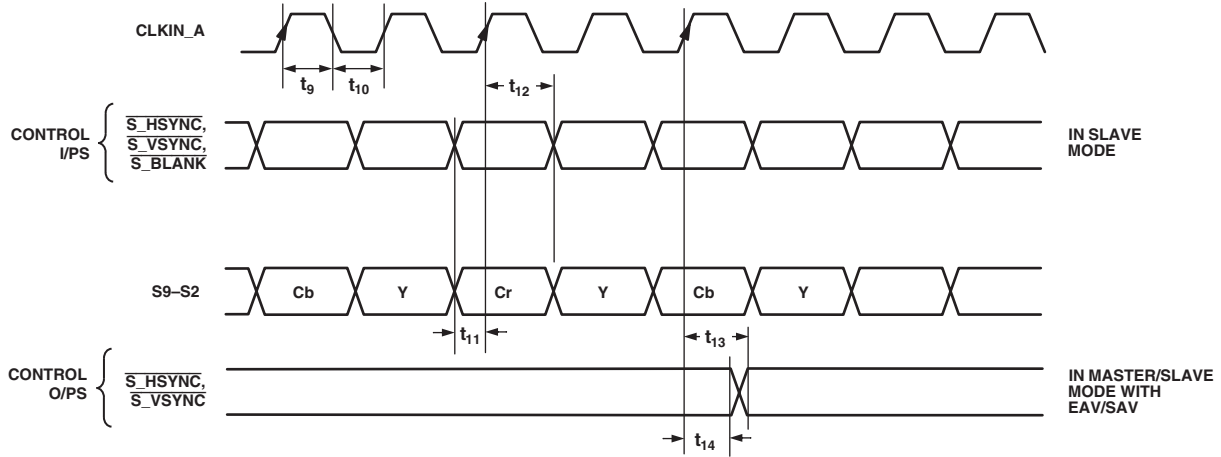 CLKIN_A
t9
t10
t12
CONTROL
I/PS
S_HSYNC,
S_VSYNC,
S_BLANK
IN SLAVE
MODE
S9–S2
Cb
Y
Cr
Y
Cb
Y
t11
t13
CONTROL
O/PS
S_HSYNC,
S_VSYNC
IN MASTER/SLAVE
MODE WITH
EAV/SAV
t14